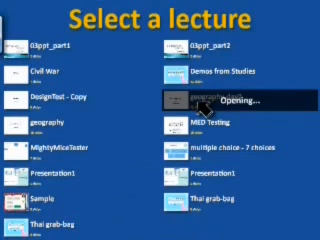 Select a lecture
03ppt_part1
03ppt_part2
Civil War
Demos from Studies
DesignTest - Copy
Opening...
geography
MED Testing
MightyMiceTester
multiple choice - 7 choices
Presentation1
Presentation1
Sample
Thai grab-bag
Thai grab-bag